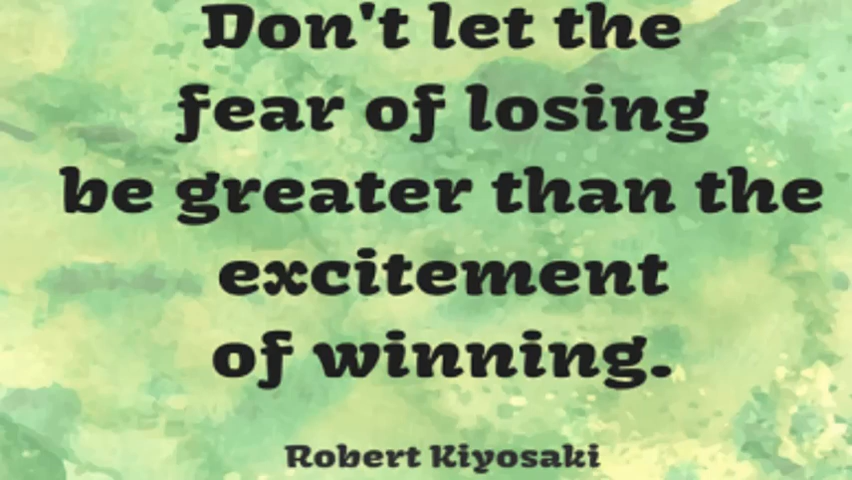 Don't let the
fear of losing
be greater than the
excitement
of winning.
Robert Kiyosaki